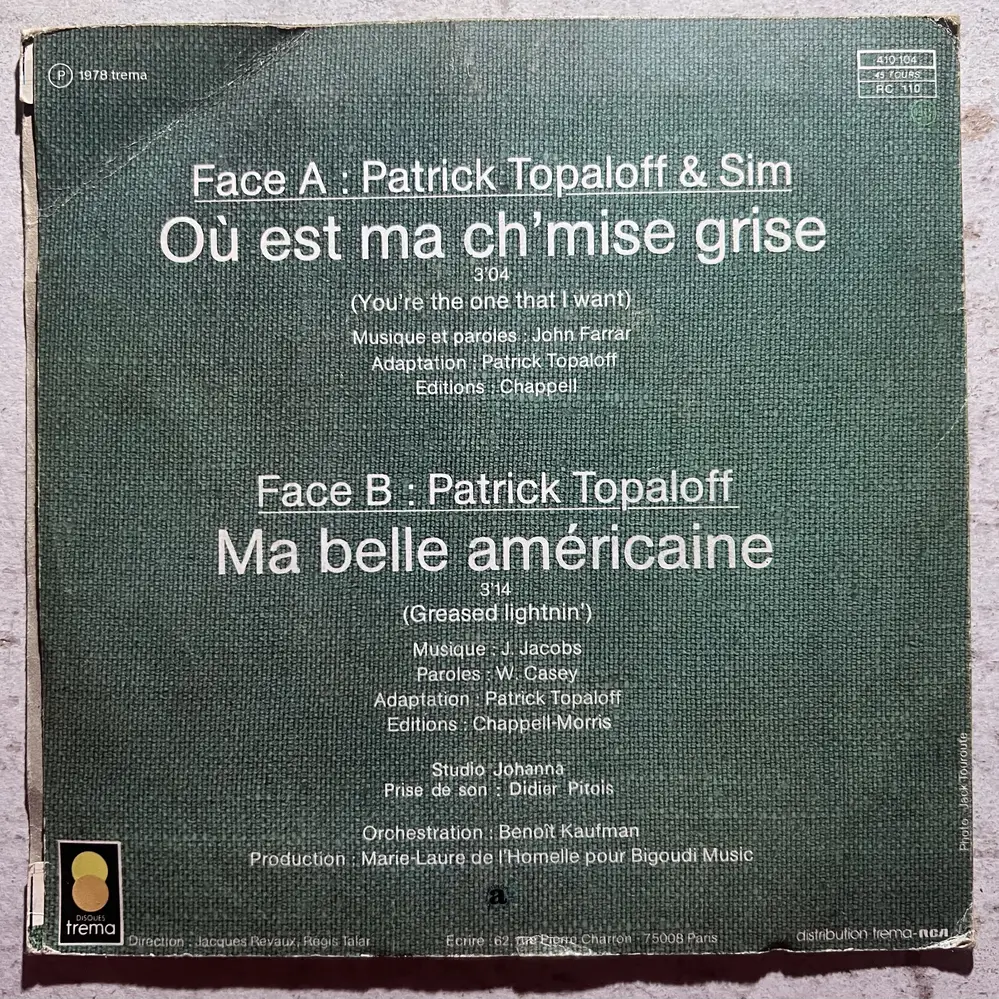 Ⓟ 1978 trema
410 104
45 TOURS
RC 110
Face A : Patrick Topaloff & Sim
Où est ma ch'mise grise
3'04
(You're the one that I want)
Musique et paroles : John Farrar
Adaptation : Patrick Topaloff
Editions : Chappell
Face B : Patrick Topaloff
Ma belle américaine
3'14
(Greased lightnin')
Musique : J. Jacobs
Paroles : W. Casey
Adaptation : Patrick Topaloff
Editions : Chappell-Morris
Studio Johanna
Prise de son : Didier Pitois
Orchestration : Benoît Kaufman
Production : Marie-Laure de l'Homelle pour Bigoudi Music
a
Photo : Jack Touroute
DISQUES
trema
Direction : Jacques Revaux, Régis Talar
Ecrire : 62, rue Pierre Charron - 75008 Paris
distribution trema-RCA